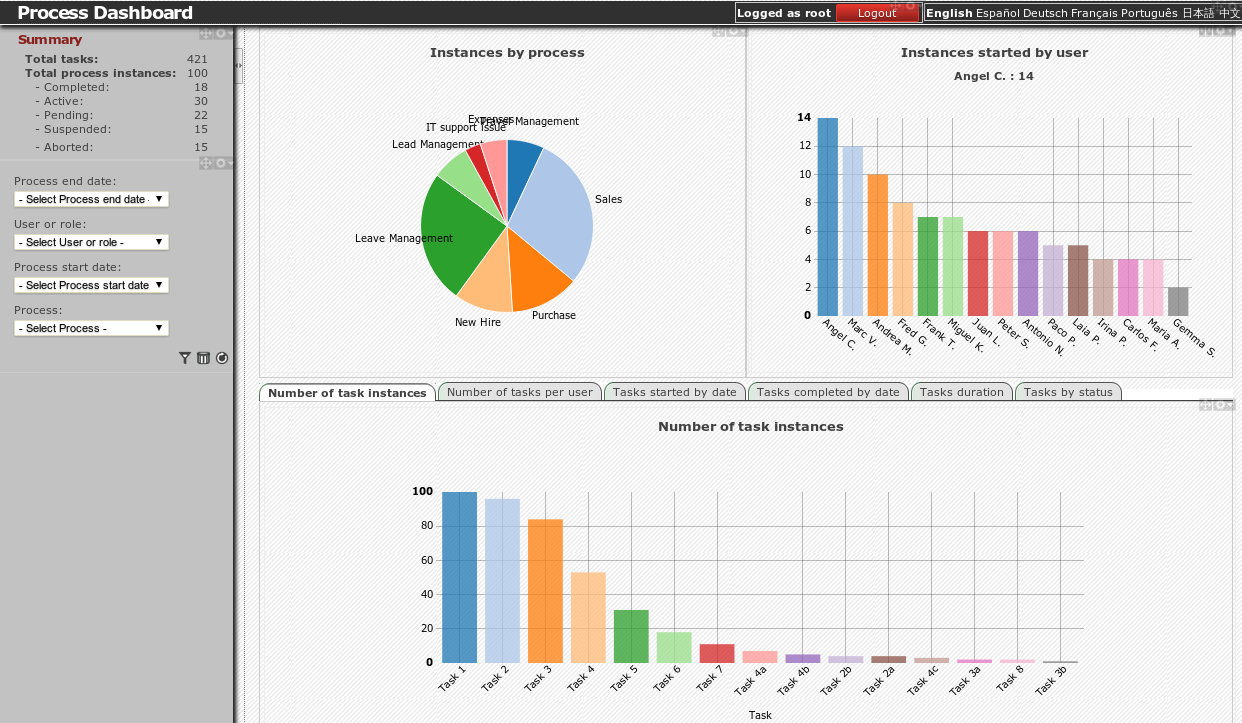 Process Dashboard
Logged as root Logout English Español Deutsch Français Português 日本語 中文
Summary
Total tasks: 421
Total process instances: 100
- Completed: 18
- Active: 30
- Pending: 22
- Suspended: 15
- Aborted: 15
Process end date:
- Select Process end date -
User or role:
- Select User or role -
Process start date:
- Select Process start date
Process:
- Select Process -
Instances by process
Expenses
Travel Management
IT support Issue
Lead Management
Sales
Leave Management
New Hire
Purchase
Instances started by user
Angel C. : 14
14
12
10
8
6
4
2
0
Angel C.
Marc V.
Andrea M.
Fred G.
Frank T.
Miguel K.
Juan L.
Peter S.
Antonio N.
Paco P.
Laia P.
Irina P.
Carlos F.
Maria A.
Gemma S.
Number of task instances
Number of tasks per user
Tasks started by date
Tasks completed by date
Tasks duration
Tasks by status
Number of task instances
100
80
60
40
20
0
Task 1
Task 2
Task 3
Task 4
Task 5
Task 6
Task 7
Task 4a
Task 4b
Task 2b
Task 2a
Task 4c
Task 3a
Task 8
Task 3b
Task